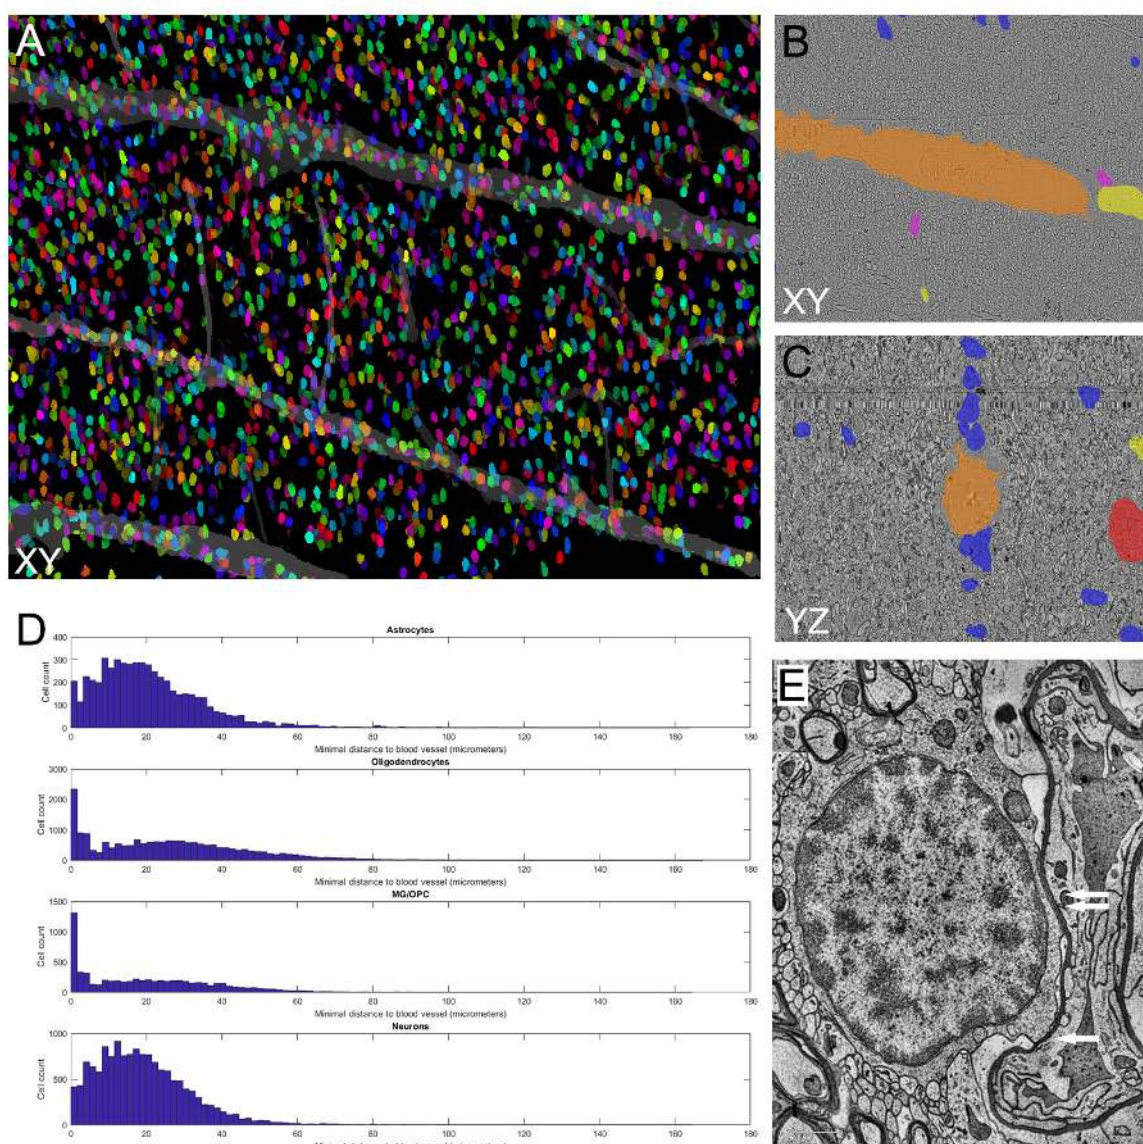 A
XY
B
XY
C
YZ
D
Astrocytes
400
300
200
100
0
Cell count
0 20 40 60 80 100 120 140 160 180
Minimal distance to blood vessel (micrometers)
Oligodendrocytes
3000
2000
1000
0
Cell count
0 20 40 60 80 100 120 140 160 180
Minimal distance to blood vessel (micrometers)
MG/OPC
1500
1000
500
0
Cell count
0 20 40 60 80 100 120 140 160 180
Minimal distance to blood vessel (micrometers)
Neurons
1000
500
0
Cell count
0 20 40 60 80 100 120 140 160 180
E